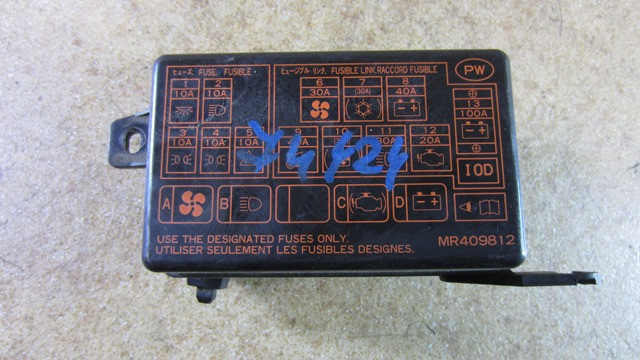 ヒューズ FUSE FUSIBLE
ヒュージブル リンク FUSIBLE LINK RACCORD FUSIBLE
PW
1 2
10A 10A
6 7 8
30A (30A) 40A
13
100A
3 4 5 9 10 11 12
10A 10A 10A 20A
74424
IOD
A B C D
USE THE DESIGNATED FUSES ONLY.
UTILISER SEULEMENT LES FUSIBLES DESIGNES.
MR409812